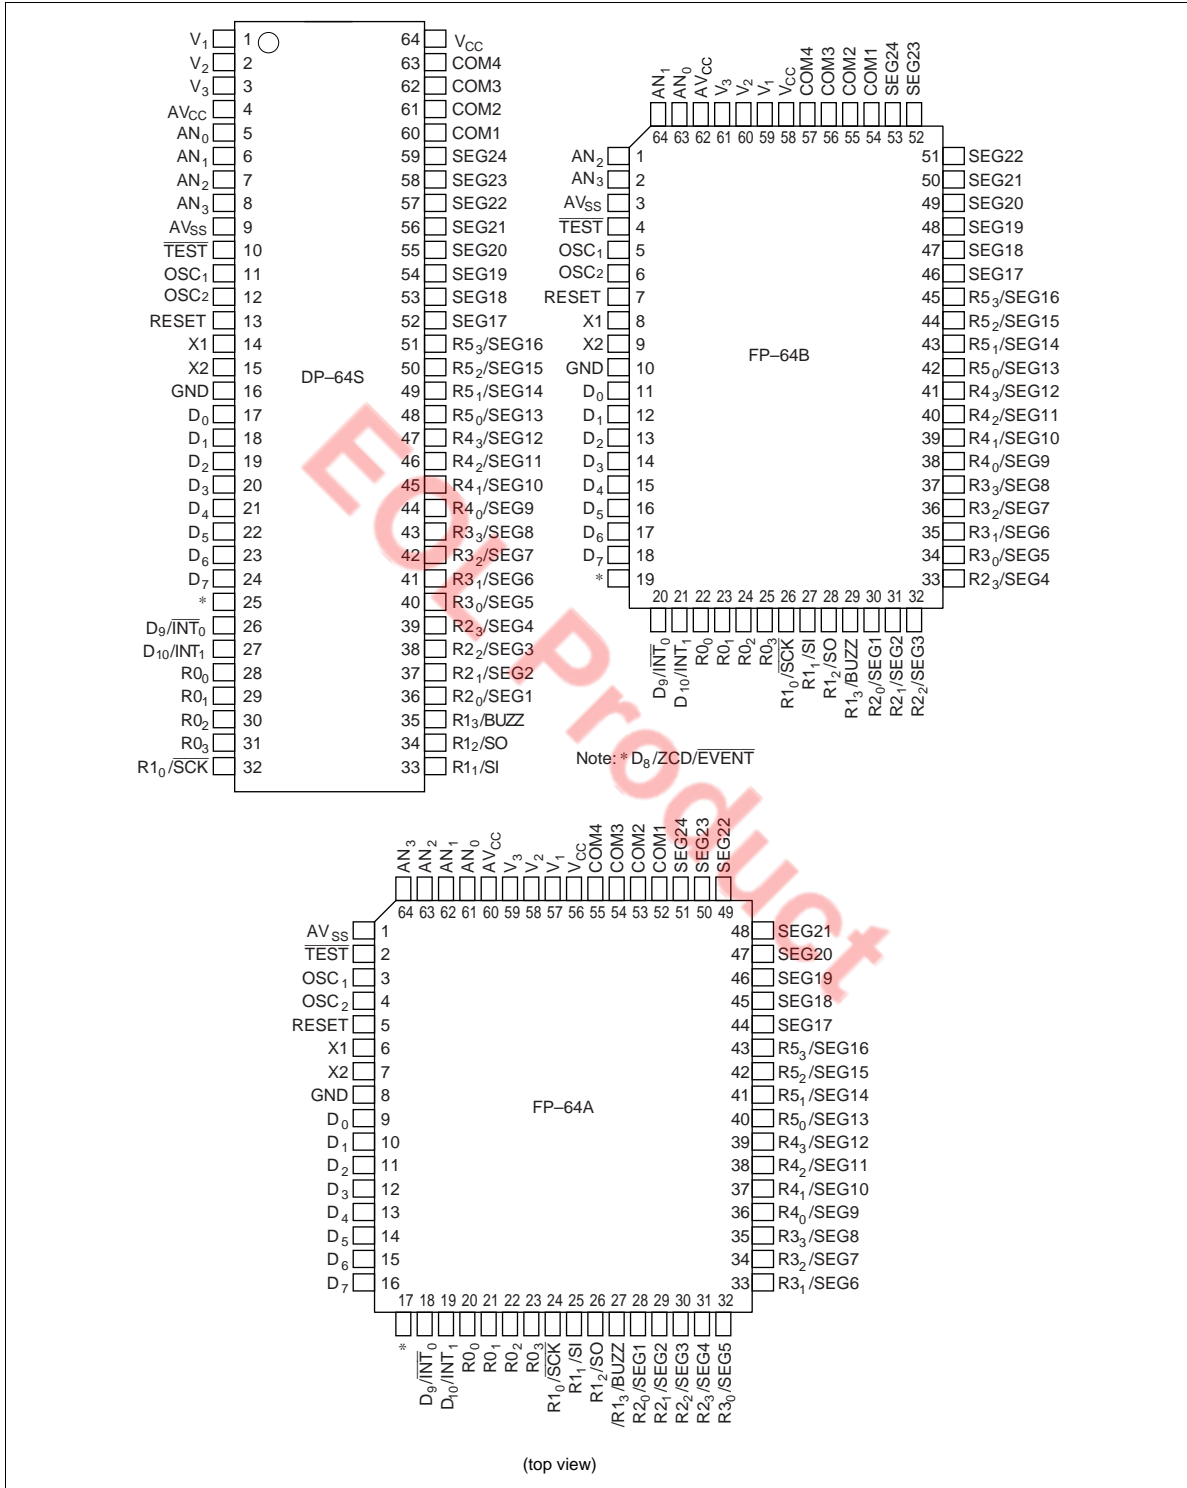 V1 1 64 VCC
V2 2 63 COM4
V3 3 62 COM3
AVCC 4 61 COM2
AN0 5 60 COM1
AN1 6 59 SEG24
AN2 7 58 SEG23
AN3 8 57 SEG22
AVSS 9 56 SEG21
TEST 10 55 SEG20
OSC1 11 54 SEG19
OSC2 12 53 SEG18
RESET 13 52 SEG17
X1 14 51 R53/SEG16
X2 15 50 R52/SEG15
GND 16 49 R51/SEG14
D0 17 48 R50/SEG13
D1 18 47 R43/SEG12
D2 19 46 R42/SEG11
D3 20 45 R41/SEG10
D4 21 44 R40/SEG9
D5 22 43 R33/SEG8
D6 23 42 R32/SEG7
D7 24 41 R31/SEG6
* 25 40 R30/SEG5
D9/INT0 26 39 R23/SEG4
D10/INT1 27 38 R22/SEG3
R00 28 37 R21/SEG2
R01 29 36 R20/SEG1
R02 30 35 R13/BUZZ
R03 31 34 R12/SO
R10/SCK 32 33 R11/SI
DP–64S
AN1 AN0 AVCC V3 V2 V1 VCC COM4 COM3 COM2 COM1 SEG24 SEG23
64 63 62 61 60 59 58 57 56 55 54 53 52
AN2 1 51 SEG22
AN3 2 50 SEG21
AVSS 3 49 SEG20
TEST 4 48 SEG19
OSC1 5 47 SEG18
OSC2 6 46 SEG17
RESET 7 45 R53/SEG16
X1 8 44 R52/SEG15
X2 9 43 R51/SEG14
GND 10 42 R50/SEG13
D0 11 41 R43/SEG12
D1 12 40 R42/SEG11
D2 13 39 R41/SEG10
D3 14 38 R40/SEG9
D4 15 37 R33/SEG8
D5 16 36 R32/SEG7
D6 17 35 R31/SEG6
D7 18 34 R30/SEG5
* 19 33 R23/SEG4
FP–64B
20 21 22 23 24 25 26 27 28 29 30 31 32
D9/INT0 D10/INT1 R00 R01 R02 R03 R10/SCK R11/SI R12/SO R13/BUZZ R20/SEG1 R21/SEG2 R22/SEG3
Note: * D8/ZCD/EVENT
AN3 AN2 AN1 AN0 AVCC V3 V2 V1 VCC COM4 COM3 COM2 COM1 SEG24 SEG23 SEG22
64 63 62 61 60 59 58 57 56 55 54 53 52 51 50 49
AVSS 1 48 SEG21
TEST 2 47 SEG20
OSC1 3 46 SEG19
OSC2 4 45 SEG18
RESET 5 44 SEG17
X1 6 43 R53/SEG16
X2 7 42 R52/SEG15
GND 8 41 R51/SEG14
D0 9 40 R50/SEG13
D1 10 39 R43/SEG12
D2 11 38 R42/SEG11
D3 12 37 R41/SEG10
D4 13 36 R40/SEG9
D5 14 35 R33/SEG8
D6 15 34 R32/SEG7
D7 16 33 R31/SEG6
FP–64A
17 18 19 20 21 22 23 24 25 26 27 28 29 30 31 32
* D9/INT0 D10/INT1 R00 R01 R02 R03 R10/SCK R11/SI R12/SO /R13/BUZZ R20/SEG1 R21/SEG2 R22/SEG3 R23/SEG4 R30/SEG5
(top view)
EOL Product